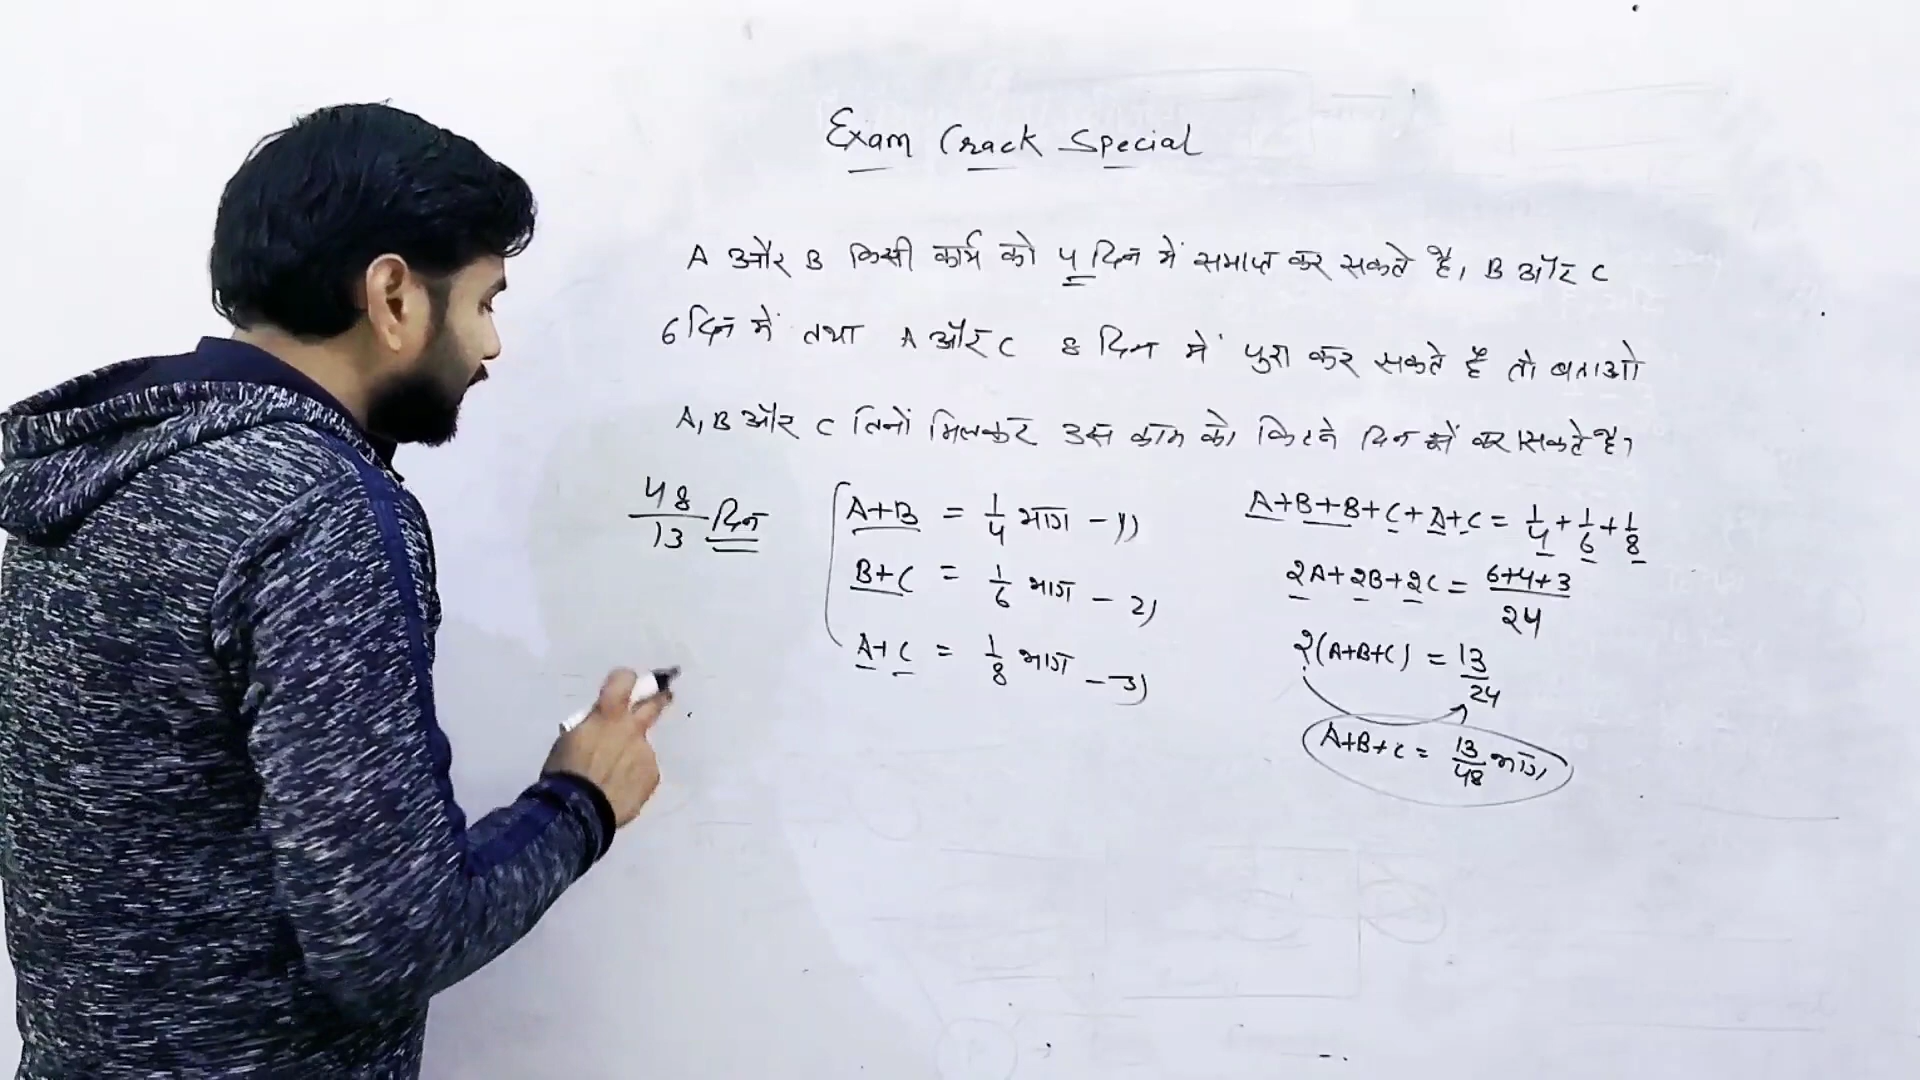 Exam Crack Special
A और B किसी कार्य को 4 दिन में समाप्त कर सकते है, B और C
6 दिन में तथा A और C 8 दिन में पुरा कर सकते हैं तो बताओ
A, B और C तिनों मिलकर उस काम को कितने दिन में कर सकते है।
48/13 दिन
A+B = 1/4 भाग - 1)
B+C = 1/6 भाग - 2)
A+C = 1/8 भाग - 3)
A+B+B+C+A+C = 1/4 + 1/6 + 1/8
2A+2B+2C = 6+4+3/24
2(A+B+C) = 13/24
A+B+C = 13/48 भाग